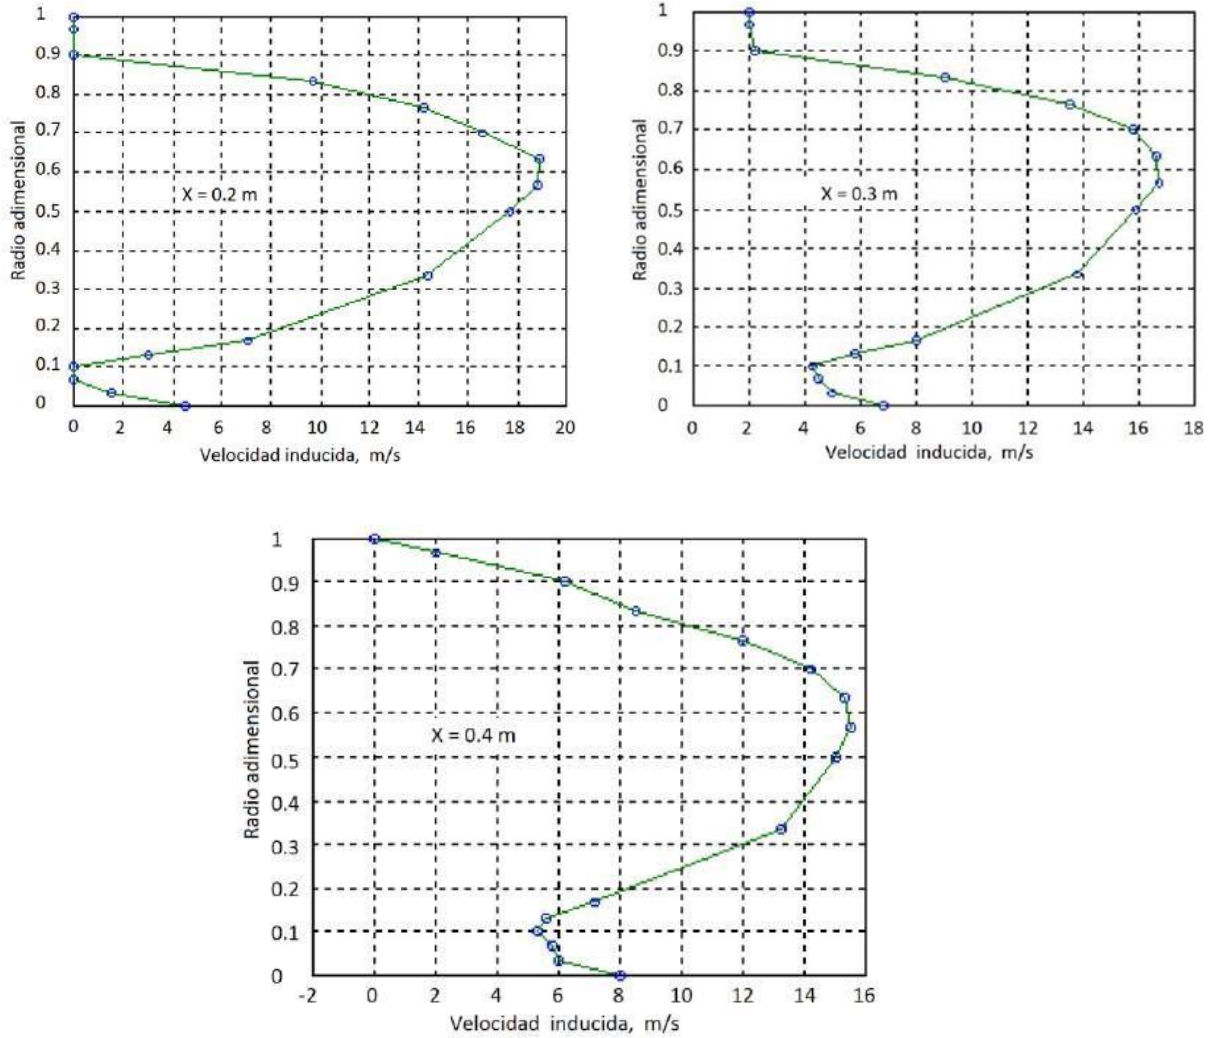 1
0.9
0.8
0.7
0.6
0.5
0.4
0.3
0.2
0.1
0
Radio adimensional
X = 0.2 m
0 2 4 6 8 10 12 14 16 18 20
Velocidad inducida, m/s
1
0.9
0.8
0.7
0.6
0.5
0.4
0.3
0.2
0.1
0
Radio adimensional
X = 0.3 m
0 2 4 6 8 10 12 14 16 18
Velocidad inducida, m/s
1
0.9
0.8
0.7
0.6
0.5
0.4
0.3
0.2
0.1
0
Radio adimensional
X = 0.4 m
-2 0 2 4 6 8 10 12 14 16
Velocidad inducida, m/s